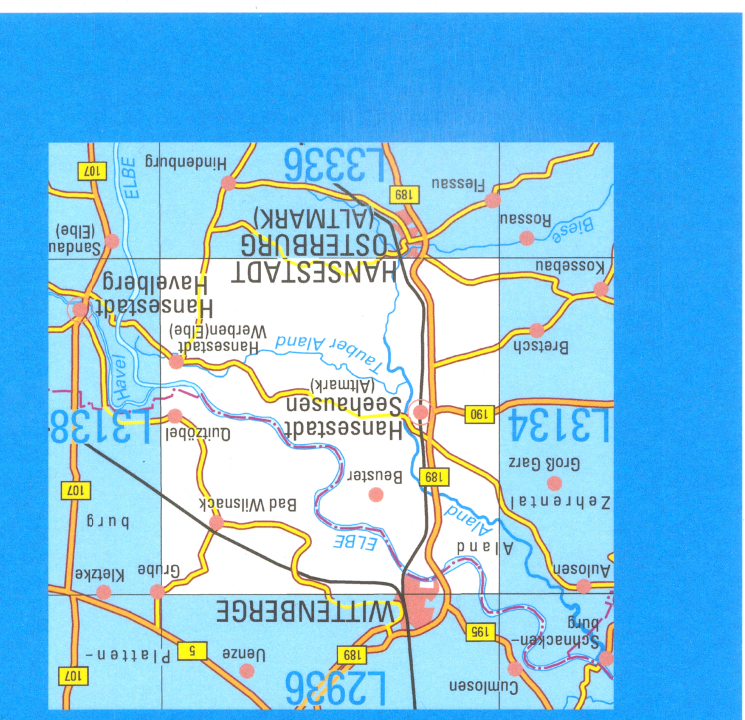 L2936
Cumlosen
Uenze
107
Schnacken-
burg
195
189
5
Platten-
burg
WITTENBERGE
Aulosen
Grube
Kletzke
Aland
ELBE
Zehrental
Aland
Bad Wilsnack
Groß Garz
189
Beuster
107
L3134
190
Hansestadt
Seehausen
(Altmark)
Quitzöbel
L3138
Bretsch
Tauber Aland
Hansestadt
Werben(Elbe)
Havel
Kossebau
Hansestadt
Havelberg
HANSESTADT
OSTERBURG
(ALTMARK)
Biese
Rossau
Sandau
(Elbe)
Flessau
189
L3336
Hindenburg
ELBE
107